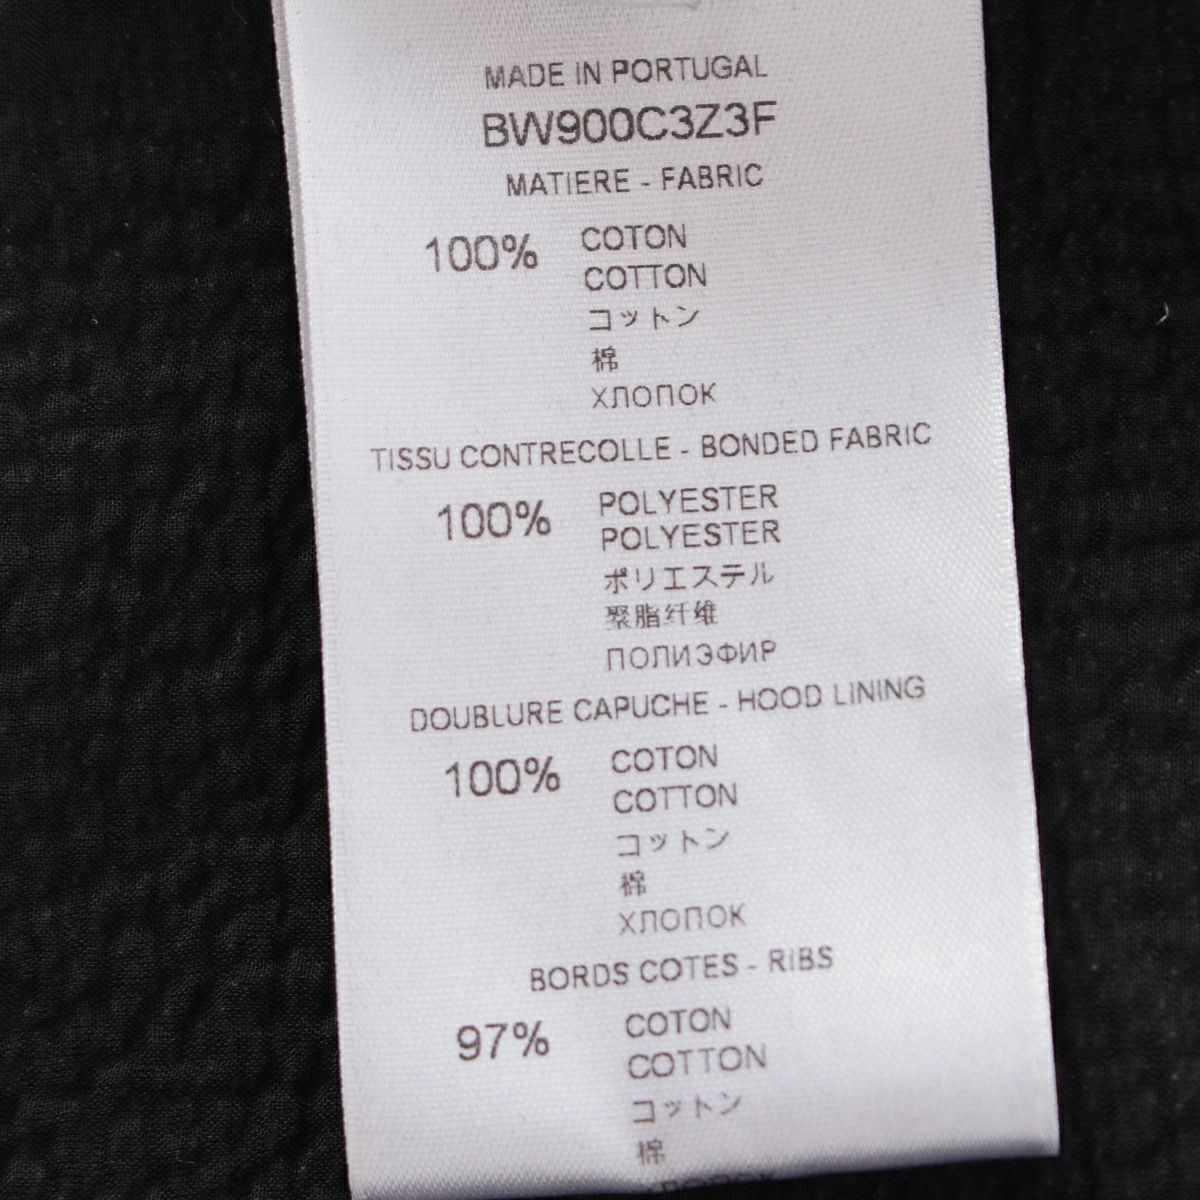 MADE IN PORTUGAL
BW900C3Z3F
MATIERE - FABRIC
100% COTON
COTTON
コットン
棉
ХЛОПОК
TISSU CONTRECOLLE - BONDED FABRIC
100% POLYESTER
POLYESTER
ポリエステル
聚脂纤维
ПОЛИЭФИР
DOUBLURE CAPUCHE - HOOD LINING
100% COTON
COTTON
コットン
棉
ХЛОПОК
BORDS COTES - RIBS
97% COTON
COTTON
コットン
棉